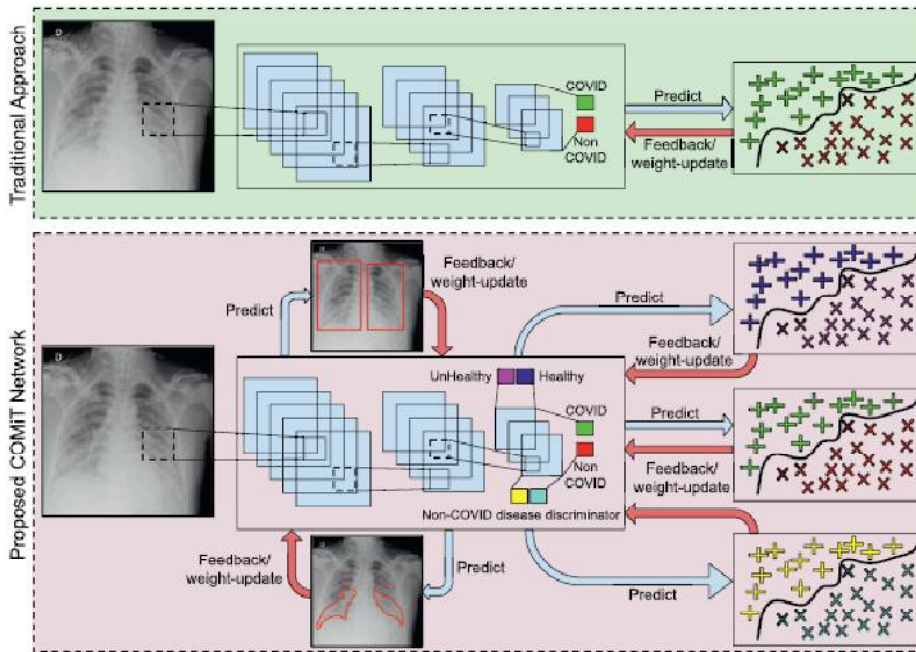 Traditional Approach
D
COVID
Non
COVID
Predict
Feedback/
weight-update
Proposed COMiT Network
D
Predict
Feedback/
weight-update
UnHealthy
Healthy
COVID
Non
COVID
Non-COVID disease discriminator
Predict
Feedback/
weight-update
Predict
Feedback/
weight-update
Feedback/
weight-update
Predict
Predict